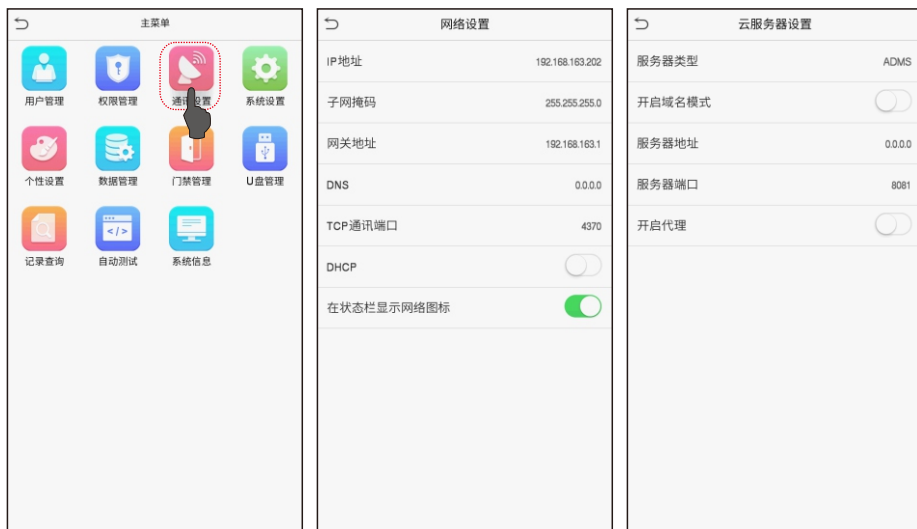 主菜单
用户管理 权限管理 通讯设置 系统设置
个性设置 数据管理 门禁管理 U盘管理
记录查询 自动测试 系统信息
网络设置
IP地址 192.168.163.202
子网掩码 255.255.255.0
网关地址 192.168.163.1
DNS 0.0.0.0
TCP通讯端口 4370
DHCP
在状态栏显示网络图标
云服务器设置
服务器类型 ADMS
开启域名模式
服务器地址 0.0.0.0
服务器端口 8081
开启代理